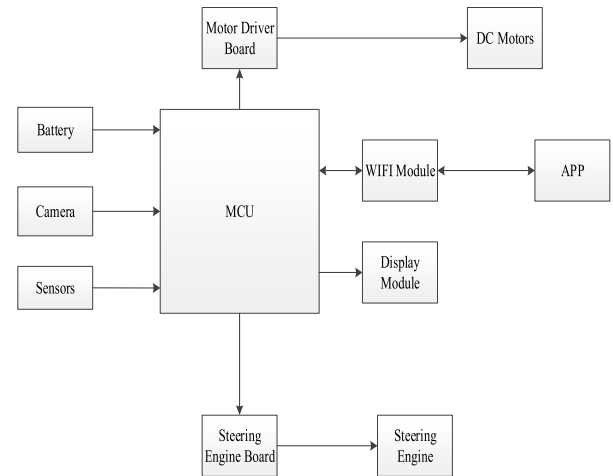 Motor Driver
Board
DC Motors
Battery
Camera
Sensors
MCU
WIFI Module
APP
Display
Module
Steering
Engine Board
Steering
Engine